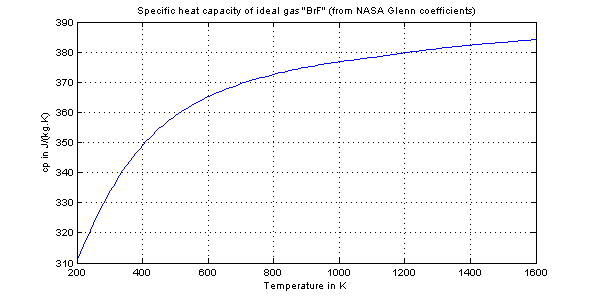 Specific heat capacity of ideal gas "BrF" (from NASA Glenn coefficients)
390
380
370
360
350
340
330
320
310
cp in J/(kg.K)
200 400 600 800 1000 1200 1400 1600
Temperature in K